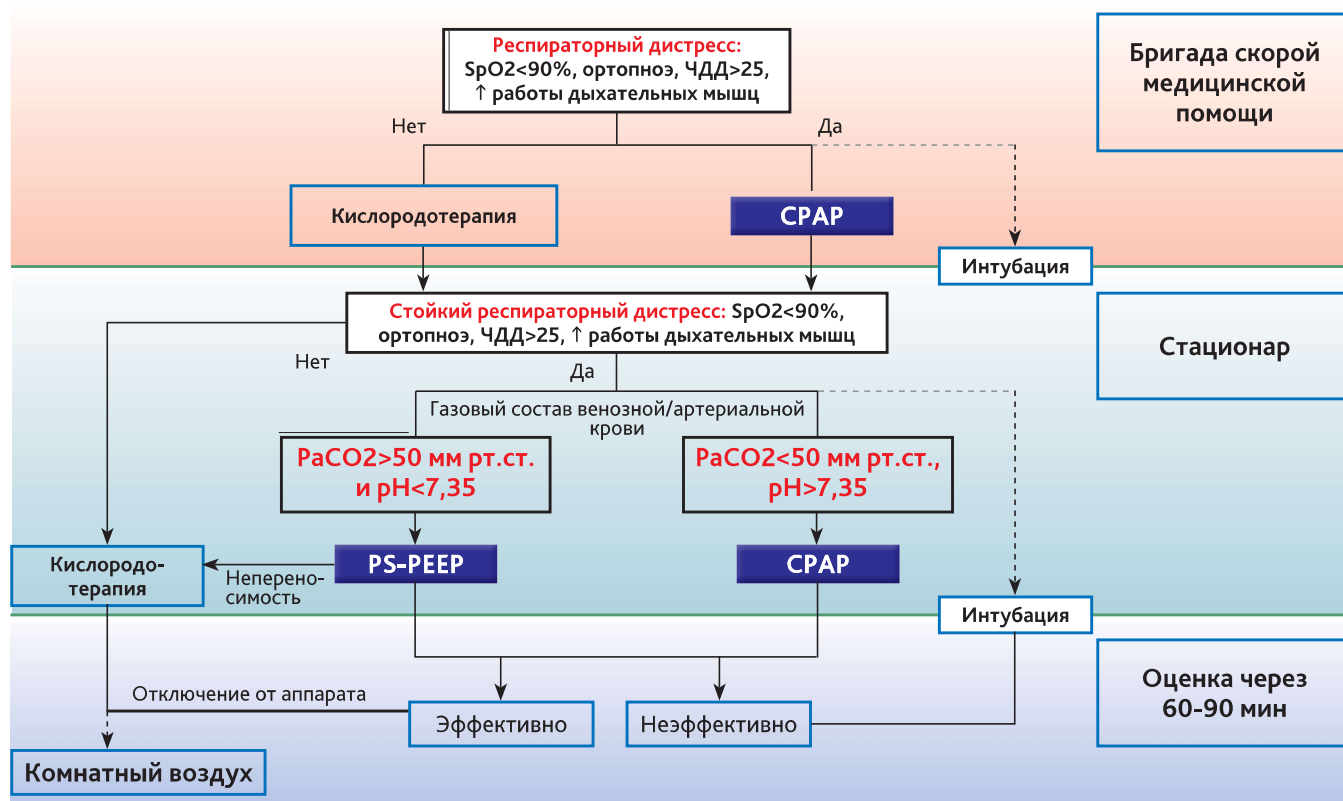 Респираторный дистресс:
SpO2<90%, ортопноэ, ЧДД>25,
↑ работы дыхательных мышц
Бригада скорой
медицинской
помощи
Нет
Да
Кислородотерапия
CPAP
Интубация
Стойкий респираторный дистресс: SpO2<90%,
ортопноэ, ЧДД>25, ↑ работы дыхательных мышц
Стационар
Нет
Да
Газовый состав венозной/артериальной
крови
PaCO2>50 мм рт.ст.
и pH<7,35
PaCO2<50 мм рт.ст.,
pH>7,35
Кислородо-
терапия
Неперено-
симость
PS-PEEP
CPAP
Интубация
Оценка через
60-90 мин
Отключение от аппарата
Эффективно
Неэффективно
Комнатный воздух